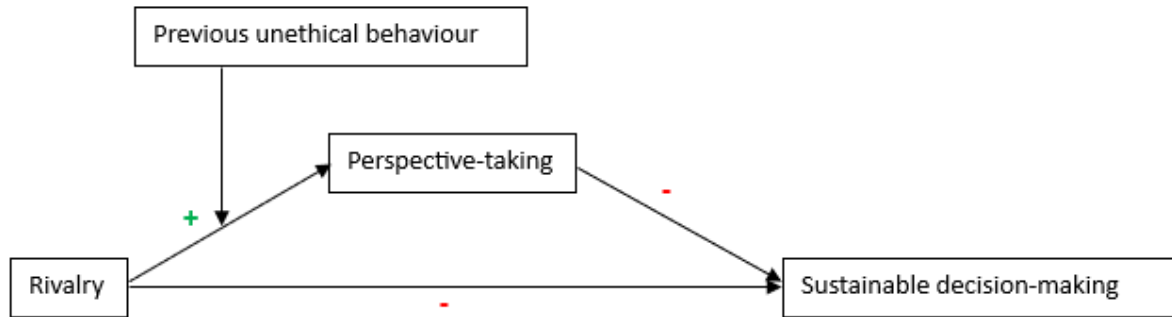 Previous unethical behaviour
Perspective-taking
-
+
Rivalry
Sustainable decision-making
-